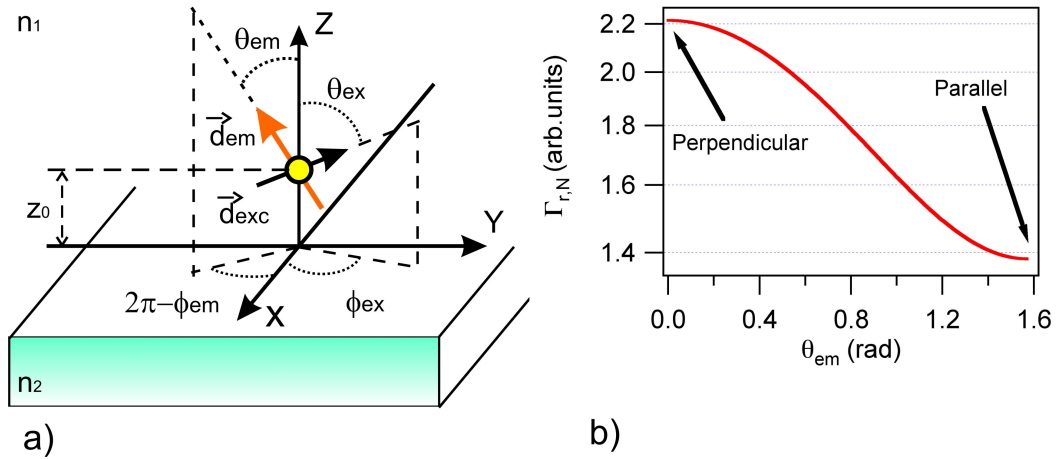 n1
Z
θem
θex
dem
dexc
z0
Y
2π−ϕem
X
ϕex
n2
a)
Γr,N (arb.units)
2.2
2.0
1.8
1.6
1.4
Perpendicular
Parallel
0.0 0.4 0.8 1.2 1.6
θem (rad)
b)